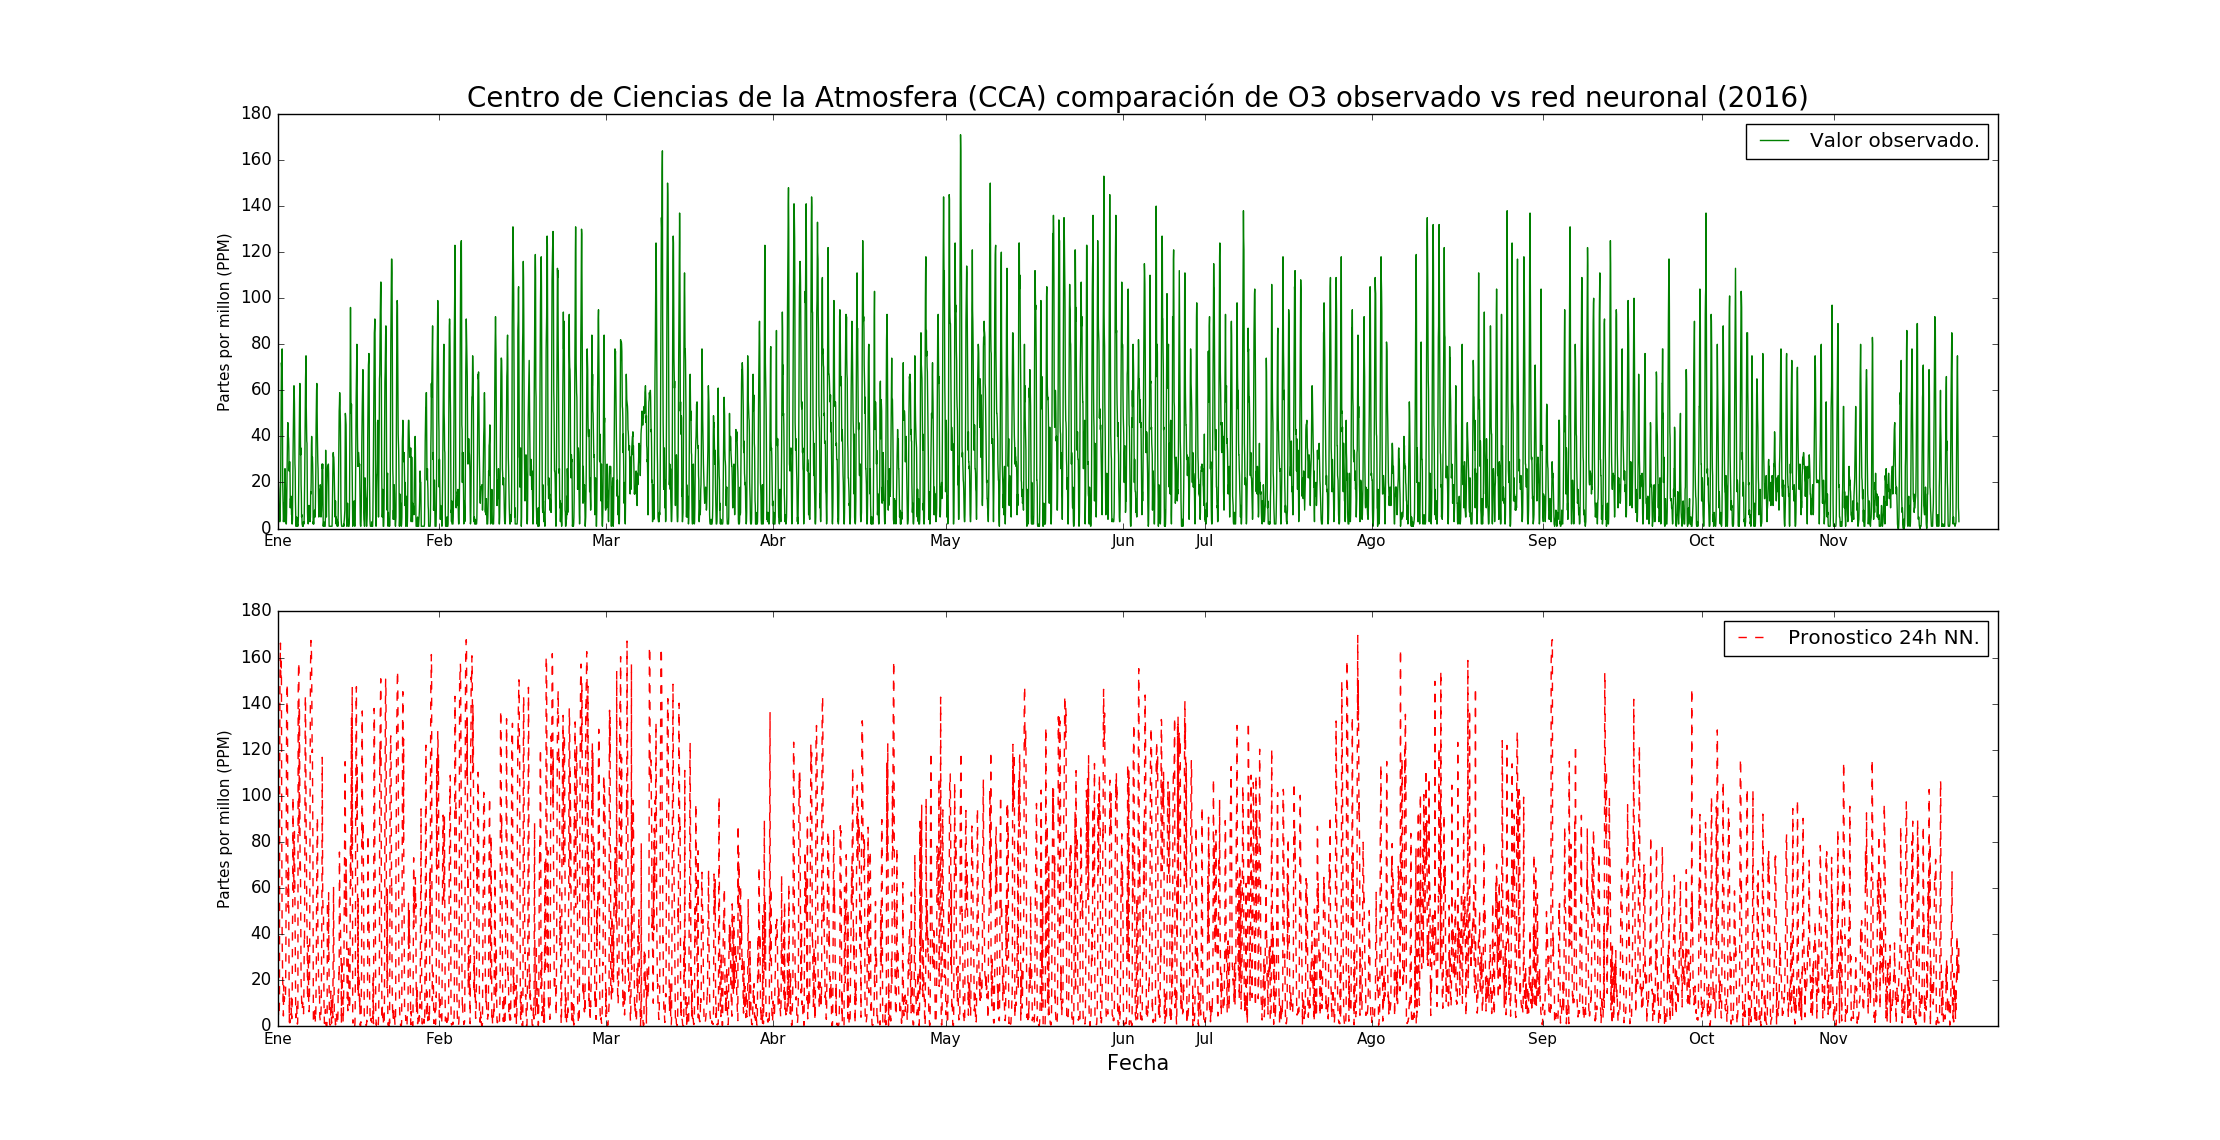 Centro de Ciencias de la Atmosfera (CCA) comparación de O3 observado vs red neuronal (2016)
180
160
140
120
100
80
60
40
20
0
Partes por millon (PPM)
Valor observado.
Ene Feb Mar Abr May Jun Jul Ago Sep Oct Nov
180
160
140
120
100
80
60
40
20
0
Partes por millon (PPM)
Pronostico 24h NN.
Ene Feb Mar Abr May Jun Jul Ago Sep Oct Nov
Fecha